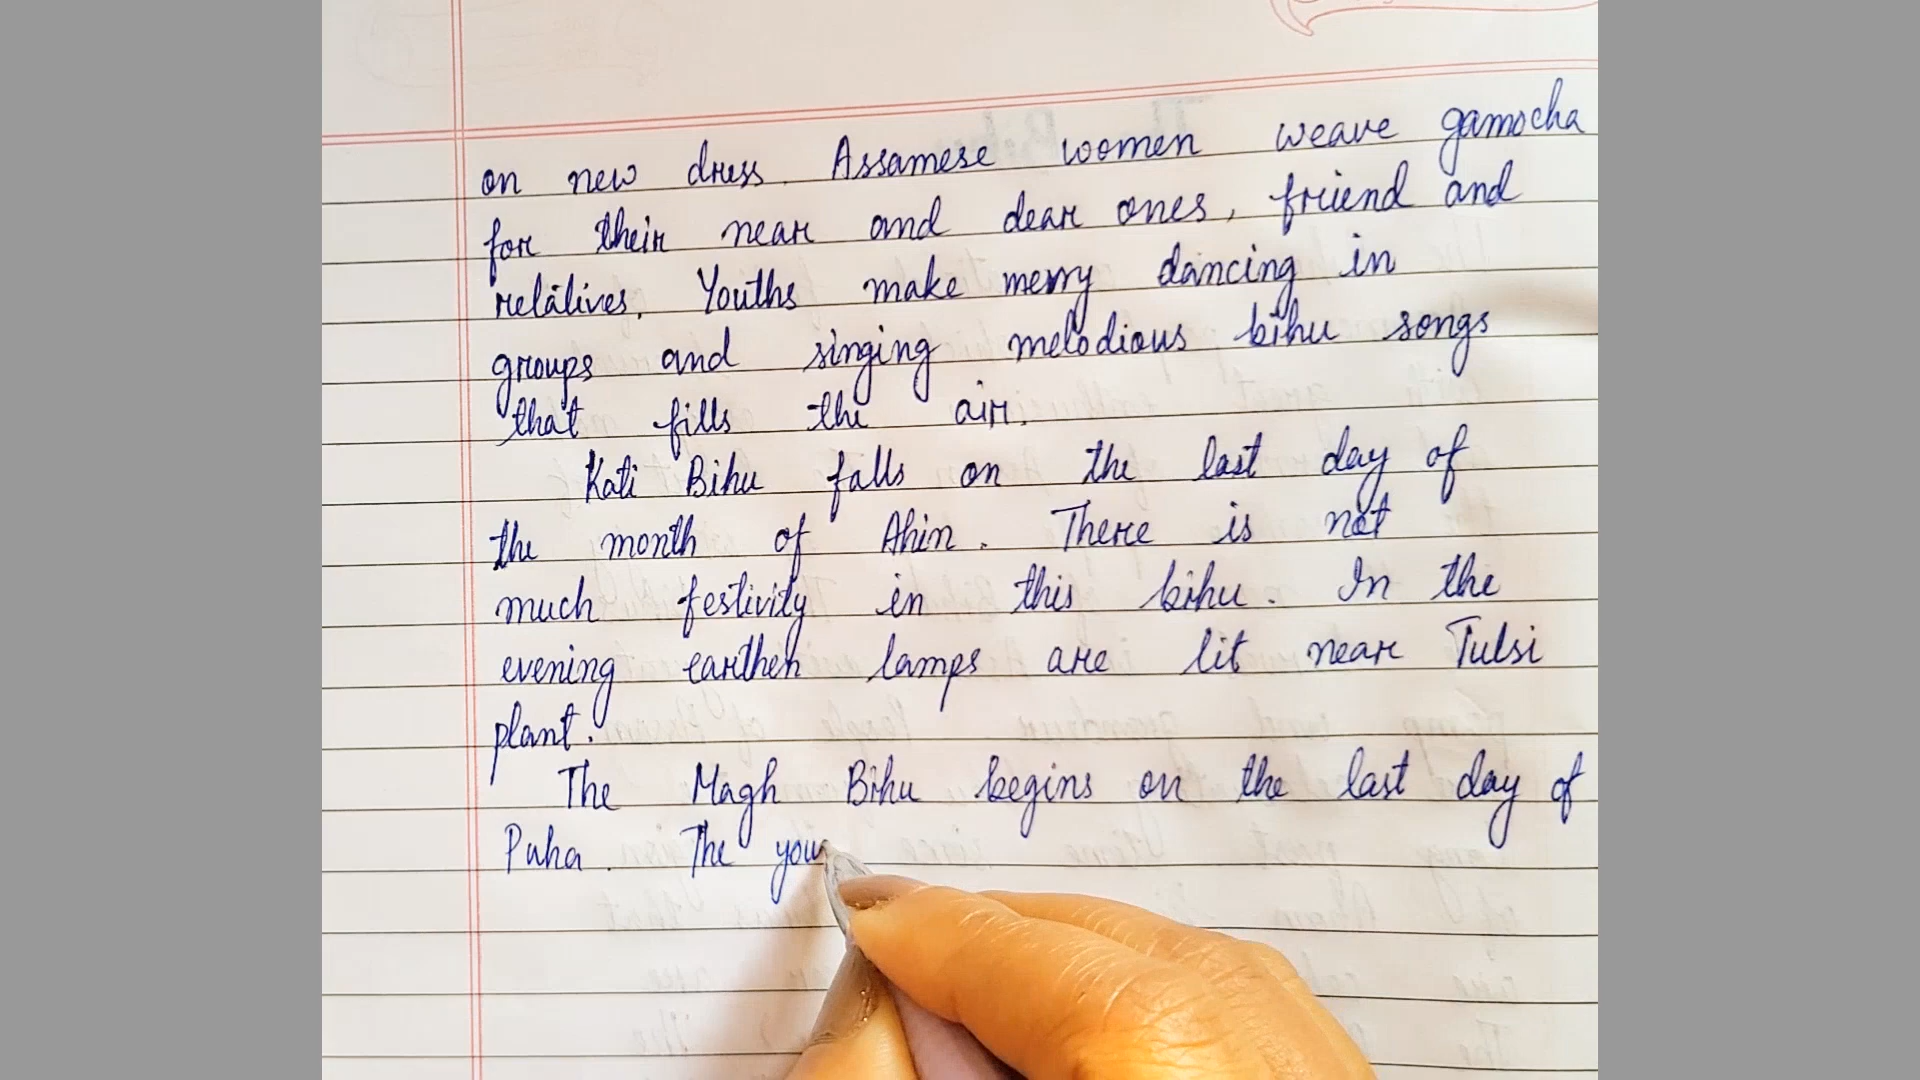 on new dress. Assamese women weave gamocha
for their near and dear ones, friend and
relatives. Youths make merry dancing in
groups and singing melodious bihu songs
that fills the air.
Kati Bihu falls on the last day of
the month of Ahin. There is not
much festivity in this bihu. In the
evening earthen lamps are lit near Tulsi
plant.
The Magh Bihu begins on the last day of
Puha. The you